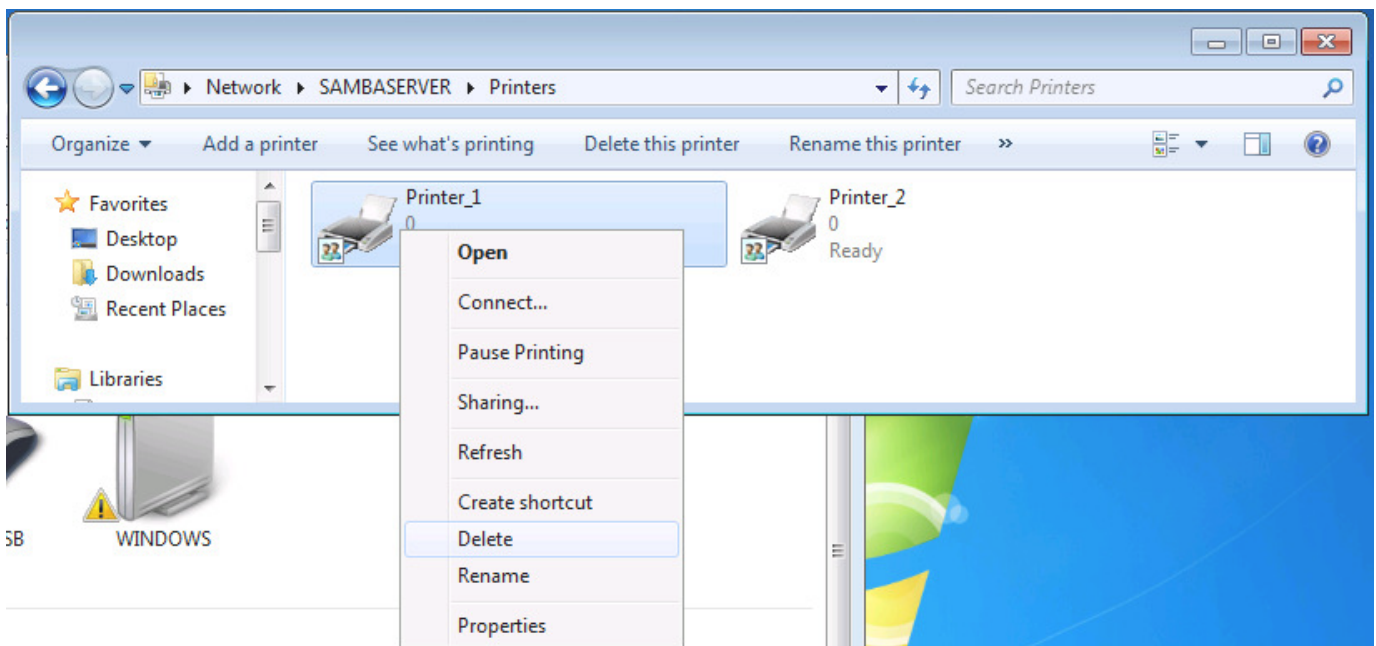 Network ▸ SAMBASERVER ▸ Printers
Search Printers
Organize
Add a printer
See what's printing
Delete this printer
Rename this printer
»
Favorites
Desktop
Downloads
Recent Places
Libraries
Printer_1
0
Printer_2
0
Ready
Open
Connect...
Pause Printing
Sharing...
Refresh
Create shortcut
Delete
Rename
Properties
SB
WINDOWS